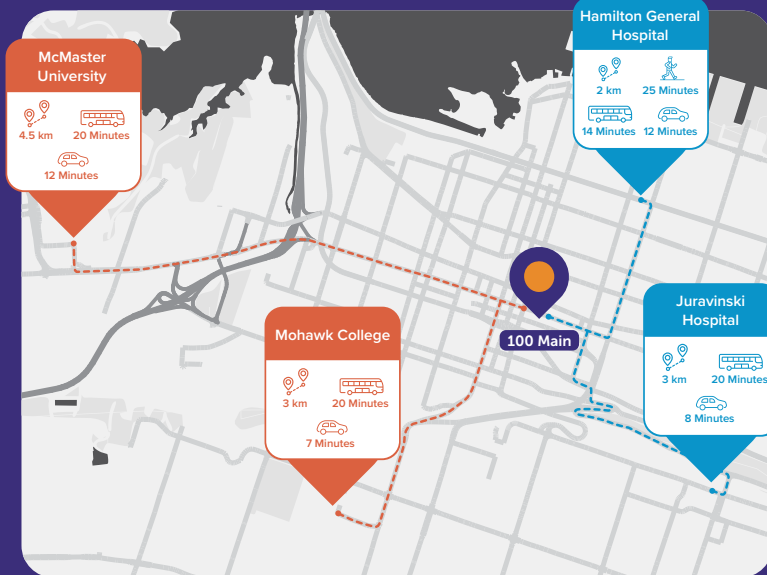 McMaster
University
4.5 km
20 Minutes
12 Minutes
Hamilton General
Hospital
2 km
25 Minutes
14 Minutes
12 Minutes
100 Main
Mohawk College
3 km
20 Minutes
7 Minutes
Juravinski
Hospital
3 km
20 Minutes
8 Minutes